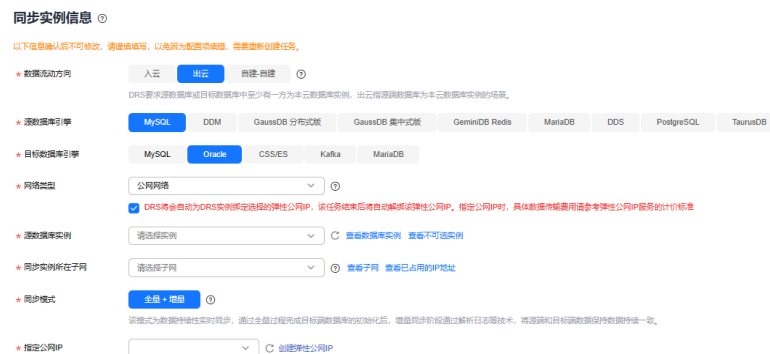 同步实例信息
以下信息确认后不可修改，请谨慎填写，以免因为配置项填错，需要重新创建任务。
* 数据流动方向 入云 出云 自建-自建
DRS要求源数据库或目标数据库中至少有一方为本云数据库实例，出云指源端数据库为本云数据库实例的场景。
* 源数据库引擎 MySQL DDM GaussDB 分布式版 GaussDB 集中式版 GeminiDB Redis MariaDB DDS PostgreSQL TaurusDB
* 目标数据库引擎 MySQL Oracle CSS/ES Kafka MariaDB
* 网络类型 公网网络
DRS将会自动为DRS实例绑定选择的弹性公网IP，该任务结束后将自动解绑该弹性公网IP。指定公网IP时，具体数据传输费用请参考弹性公网IP服务的计价标准
* 源数据库实例 请选择实例 查看数据库实例 查看不可选实例
* 同步实例所在子网 请选择子网 查看子网 查看已占用的IP地址
* 同步模式 全量+增量
该模式为数据持续性实时同步，通过全量过程完成目标端数据库的初始化后，增量同步阶段通过解析日志等技术，将源端和目标端数据保持数据持续一致。
* 指定公网IP 创建弹性公网IP